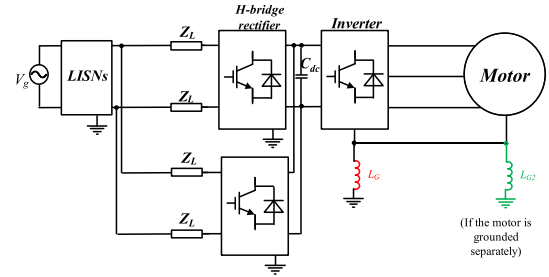 H-bridge
rectifier
Inverter
Z_L
V_g
LISNs
C_dc
Motor
Z_L
Z_L
L_G
L_G2
Z_L
(If the motor is
grounded
separately)